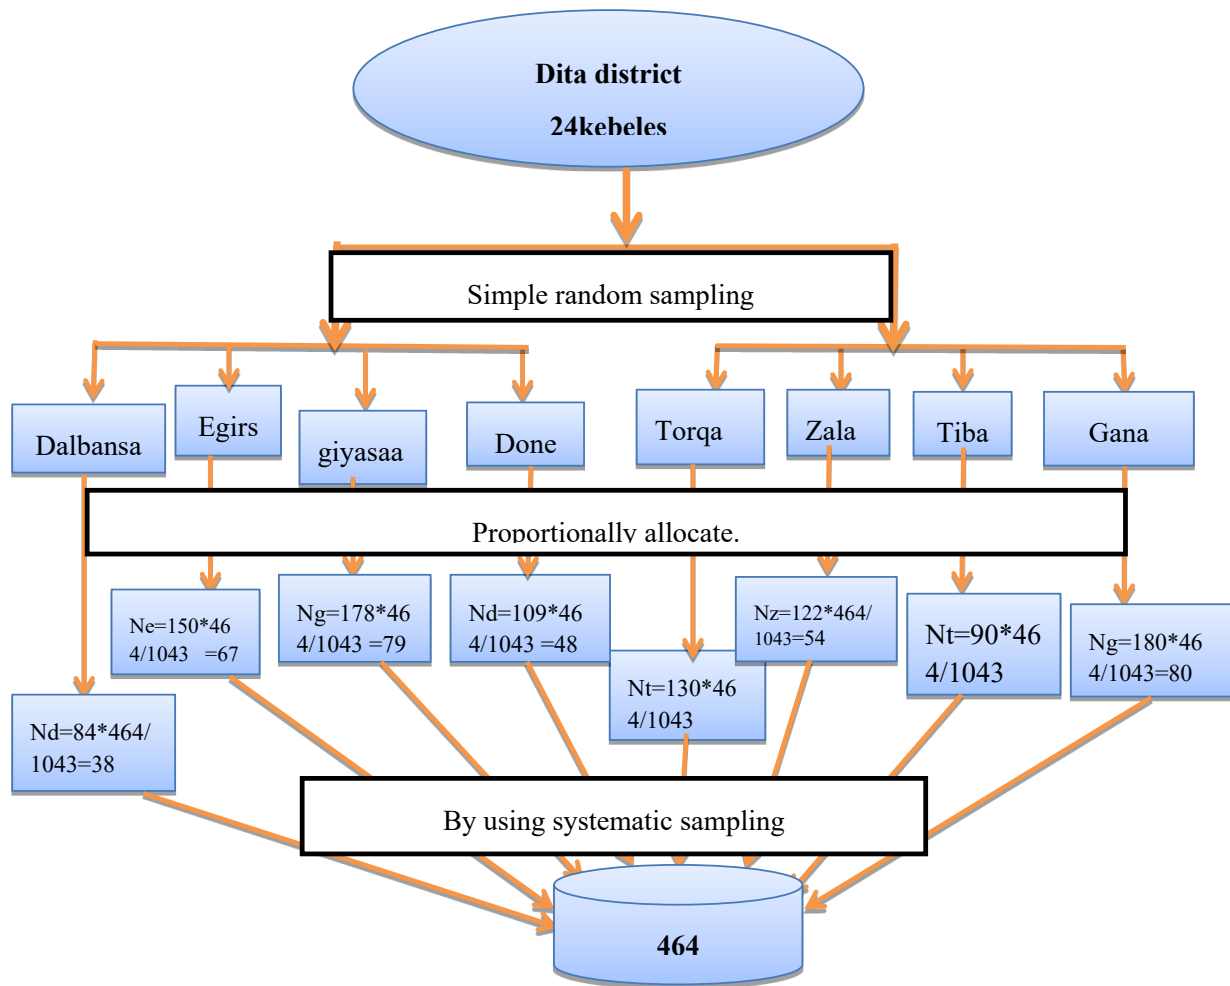 Dita district
24kebeles
Simple random sampling
Dalbansa
Egirs
giyasaa
Done
Torqa
Zala
Tiba
Gana
Proportionally allocate.
Ne=150*46
4/1043 =67
Ng=178*46
4/1043 =79
Nd=109*46
4/1043 =48
Nt=130*46
4/1043
Nz=122*464/
1043=54
Nt=90*46
4/1043
Ng=180*46
4/1043=80
Nd=84*464/
1043=38
By using systematic sampling
464